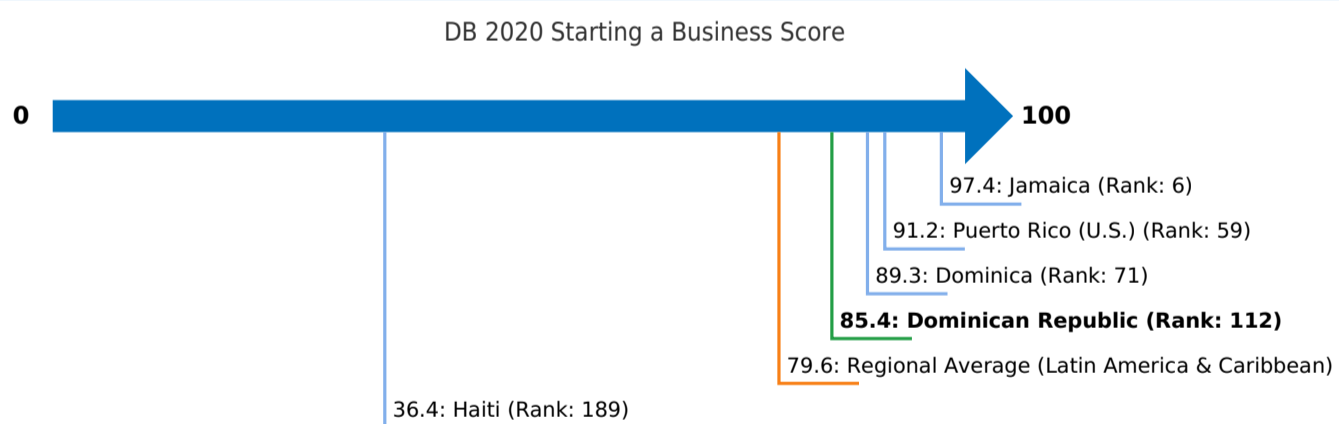 DB 2020 Starting a Business Score
0
100
97.4: Jamaica (Rank: 6)
91.2: Puerto Rico (U.S.) (Rank: 59)
89.3: Dominica (Rank: 71)
85.4: Dominican Republic (Rank: 112)
79.6: Regional Average (Latin America & Caribbean)
36.4: Haiti (Rank: 189)